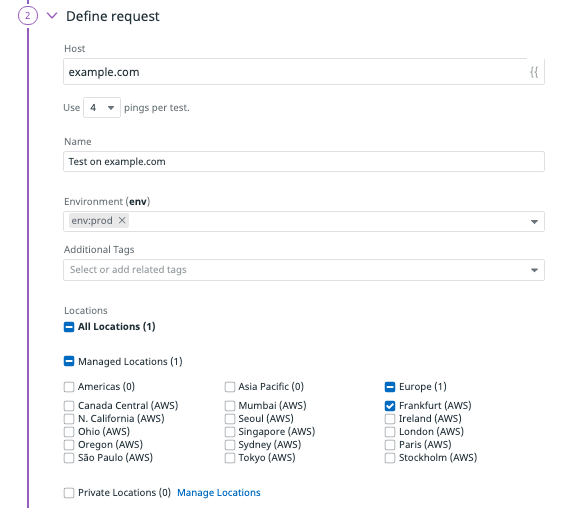 2 Define request
Host
example.com {{
Use 4 pings per test.
Name
Test on example.com
Environment (env)
env:prod ×
Additional Tags
Select or add related tags
Locations
All Locations (1)
Managed Locations (1)
Americas (0) Asia Pacific (0) Europe (1)
Canada Central (AWS) Mumbai (AWS) Frankfurt (AWS)
N. California (AWS) Seoul (AWS) Ireland (AWS)
Ohio (AWS) Singapore (AWS) London (AWS)
Oregon (AWS) Sydney (AWS) Paris (AWS)
São Paulo (AWS) Tokyo (AWS) Stockholm (AWS)
Private Locations (0) Manage Locations